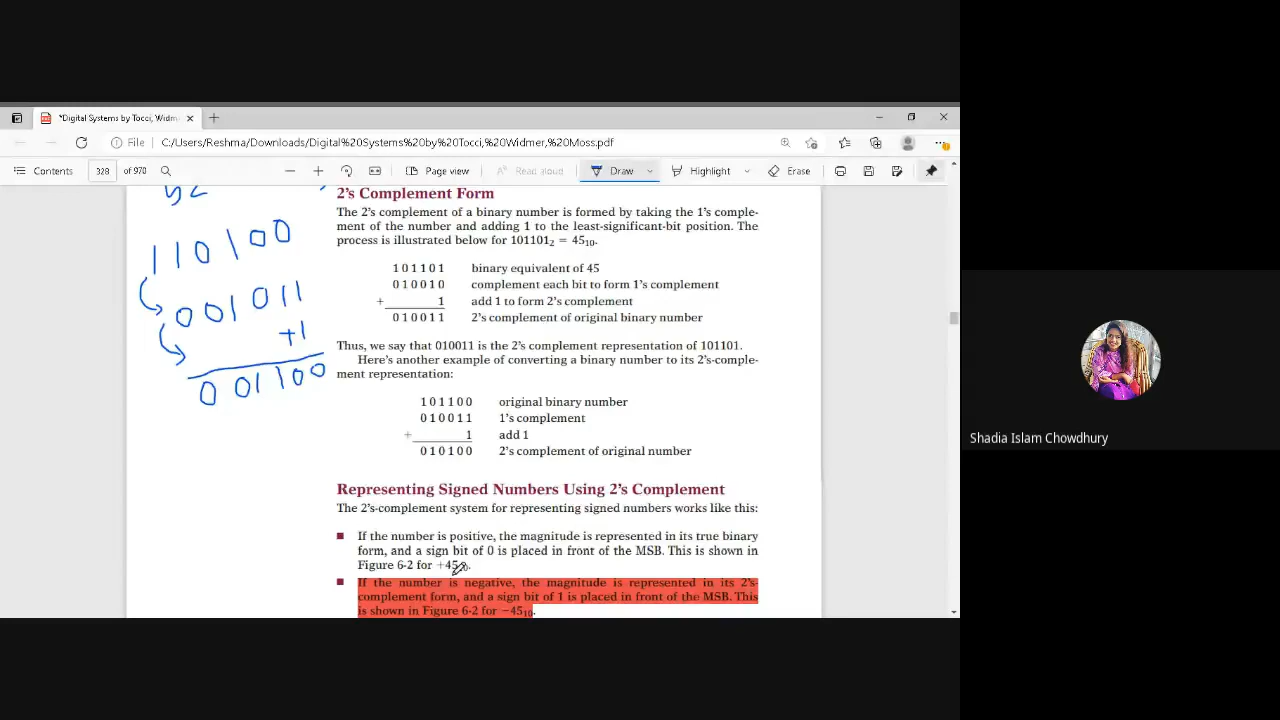 *Digital Systems by Tocci, Widm
File
C:/Users/Reshma/Downloads/Digital%20Systems%20by%20Tocci,%20Widmer,%20Moss.pdf
Contents
328 of 970
Page view
Read aloud
Draw
Highlight
Erase
110100
001011
+1
001100
2's Complement Form
The 2's complement of a binary number is formed by taking the 1's comple-
ment of the number and adding 1 to the least-significant-bit position. The
process is illustrated below for 101101₂ = 45₁₀.
101101 binary equivalent of 45
010010 complement each bit to form 1's complement
+ 1 add 1 to form 2's complement
010011 2's complement of original binary number
Thus, we say that 010011 is the 2's complement representation of 101101.
Here's another example of converting a binary number to its 2's-comple-
ment representation:
101100 original binary number
010011 1's complement
+ 1 add 1
010100 2's complement of original number
Representing Signed Numbers Using 2's Complement
The 2's-complement system for representing signed numbers works like this:
■ If the number is positive, the magnitude is represented in its true binary
form, and a sign bit of 0 is placed in front of the MSB. This is shown in
Figure 6-2 for +45₁₀.
■ If the number is negative, the magnitude is represented in its 2's-
complement form, and a sign bit of 1 is placed in front of the MSB. This
is shown in Figure 6-2 for −45₁₀.
Shadia Islam Chowdhury